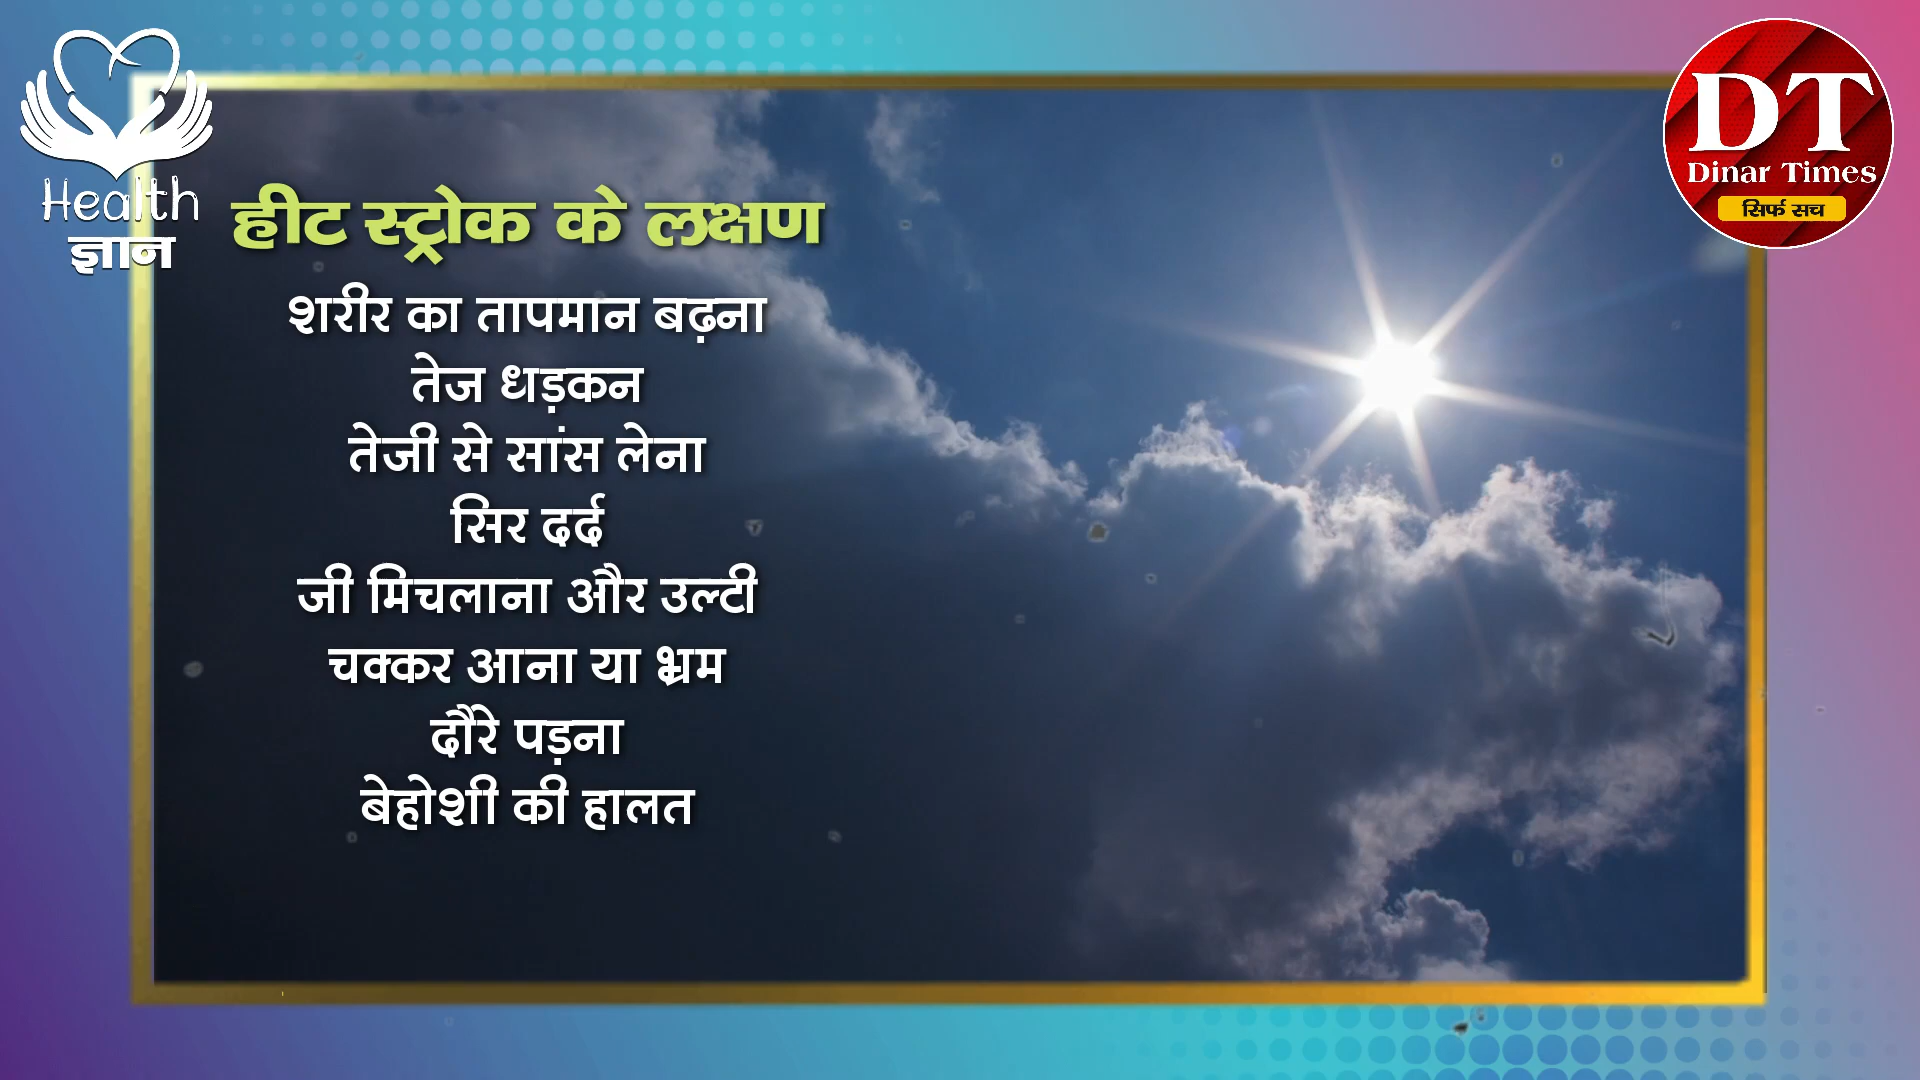 Health
ज्ञान
DT
Dinar Times
सिर्फ सच
हीट स्ट्रोक के लक्षण
शरीर का तापमान बढ़ना
तेज धड़कन
तेजी से सांस लेना
सिर दर्द
जी मिचलाना और उल्टी
चक्कर आना या भ्रम
दौरे पड़ना
बेहोशी की हालत